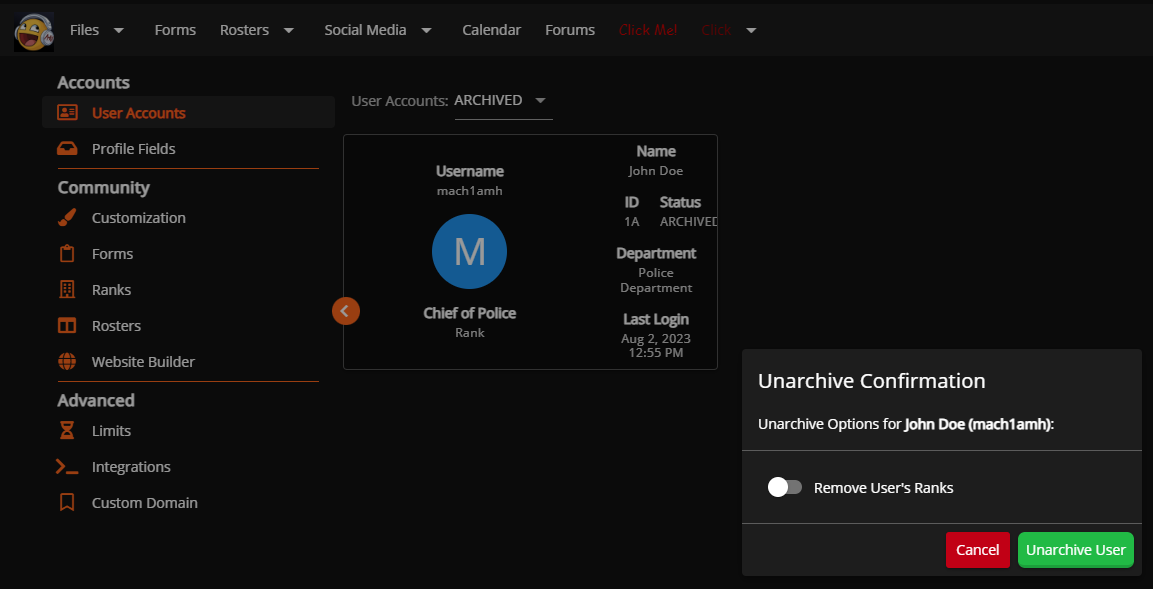 Files Forms Rosters Social Media Calendar Forums Click Me! Click
Accounts
User Accounts
Profile Fields
Community
Customization
Forms
Ranks
Rosters
Website Builder
Advanced
Limits
Integrations
Custom Domain
User Accounts: ARCHIVED
Username
mach1amh
M
Chief of Police
Rank
Name
John Doe
ID Status
1A ARCHIVED
Department
Police
Department
Last Login
Aug 2, 2023
12:55 PM
Unarchive Confirmation
Unarchive Options for John Doe (mach1amh):
Remove User's Ranks
Cancel Unarchive User